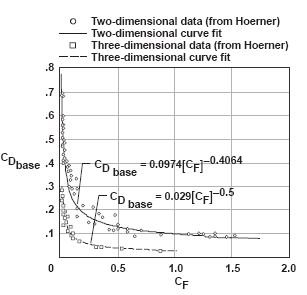 Two-dimensional data (from Hoerner)
Two-dimensional curve fit
Three-dimensional data (from Hoerner)
Three-dimensional curve fit
.8
.7
.6
.5
.4
.3
.2
.1
CDbase
CDbase = 0.0974[CF]–0.4064
CDbase = 0.029[CF]–0.5
0 0.5 1.0 1.5 2.0
CF